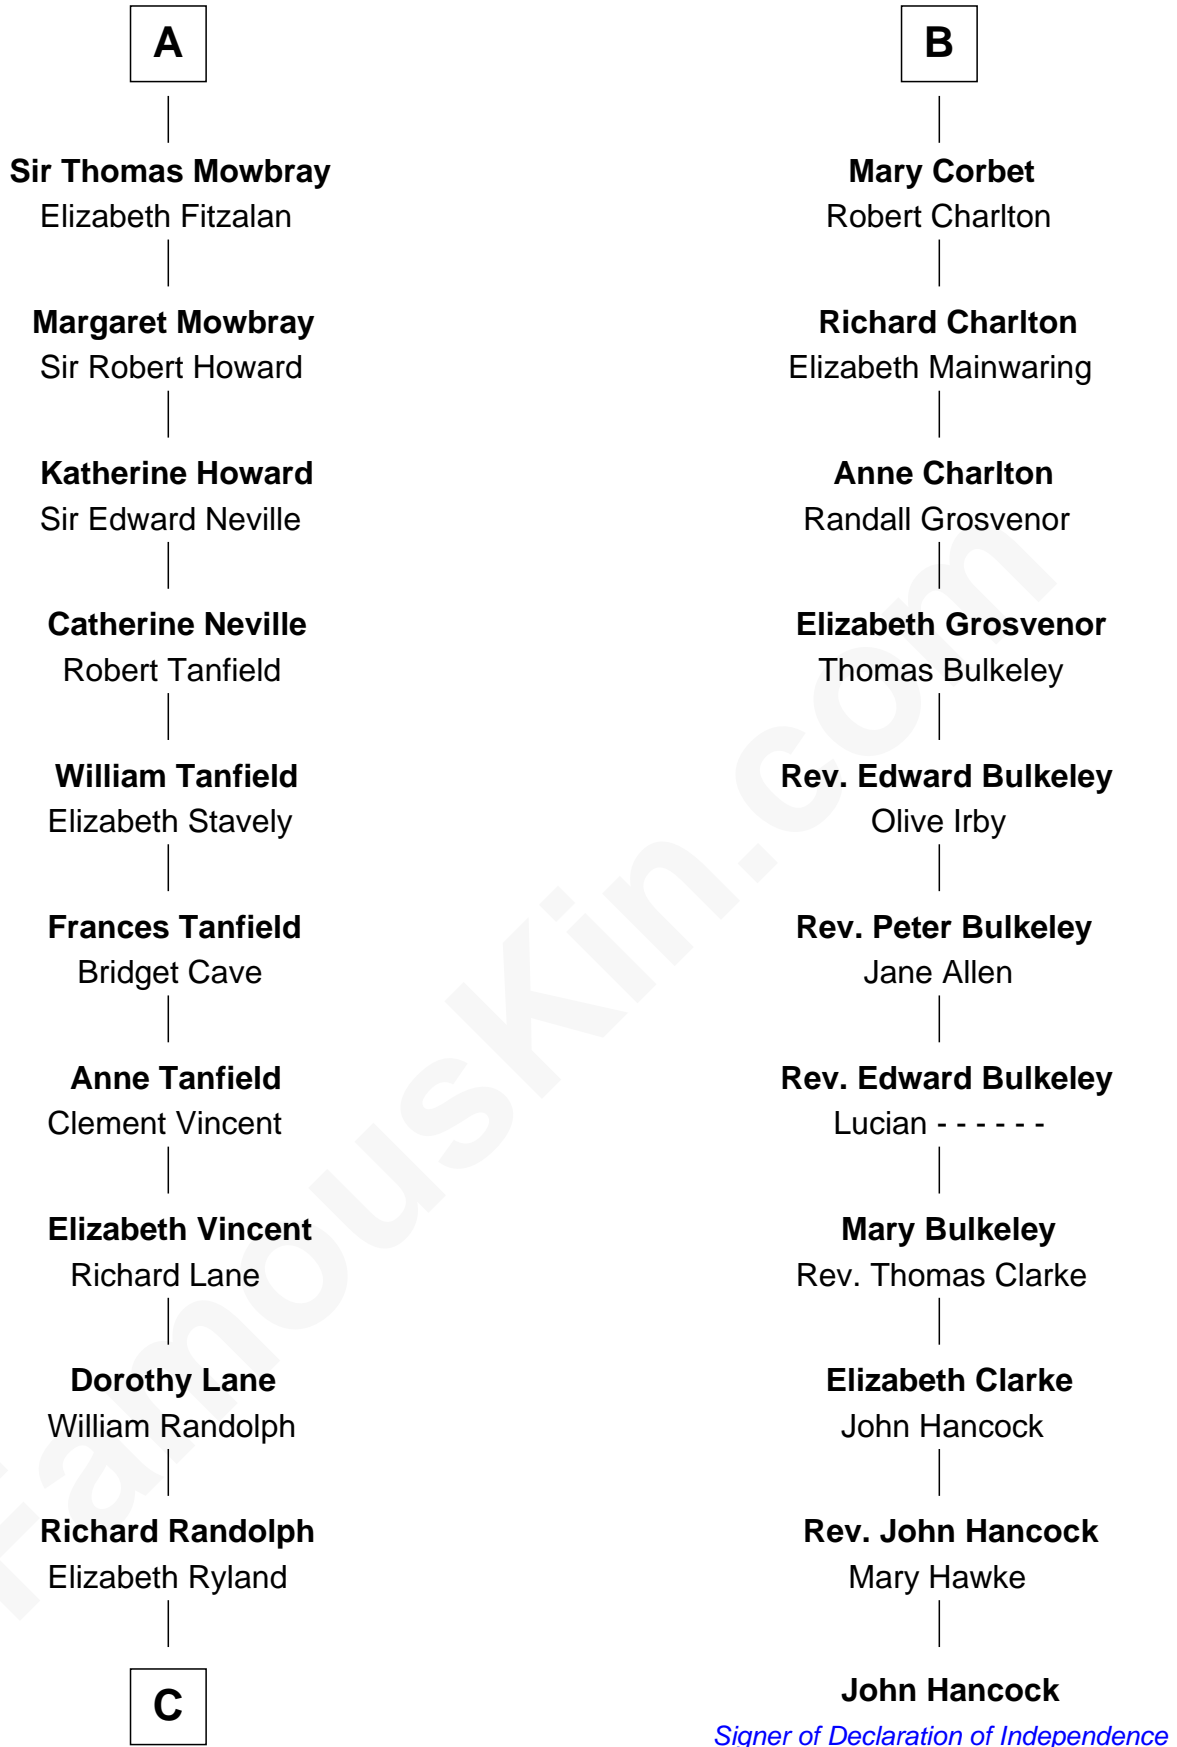 A
Sir Thomas Mowbray
Elizabeth Fitzalan
Margaret Mowbray
Sir Robert Howard
Katherine Howard
Sir Edward Neville
Catherine Neville
Robert Tanfield
William Tanfield
Elizabeth Stavely
Frances Tanfield
Bridget Cave
Anne Tanfield
Clement Vincent
Elizabeth Vincent
Richard Lane
Dorothy Lane
William Randolph
Richard Randolph
Elizabeth Ryland
C
B
Mary Corbet
Robert Charlton
Richard Charlton
Elizabeth Mainwaring
Anne Charlton
Randall Grosvenor
Elizabeth Grosvenor
Thomas Bulkeley
Rev. Edward Bulkeley
Olive Irby
Rev. Peter Bulkeley
Jane Allen
Rev. Edward Bulkeley
Lucian - - - - - -
Mary Bulkeley
Rev. Thomas Clarke
Elizabeth Clarke
John Hancock
Rev. John Hancock
Mary Hawke
John Hancock
Signer of Declaration of Independence
FamousKin.com